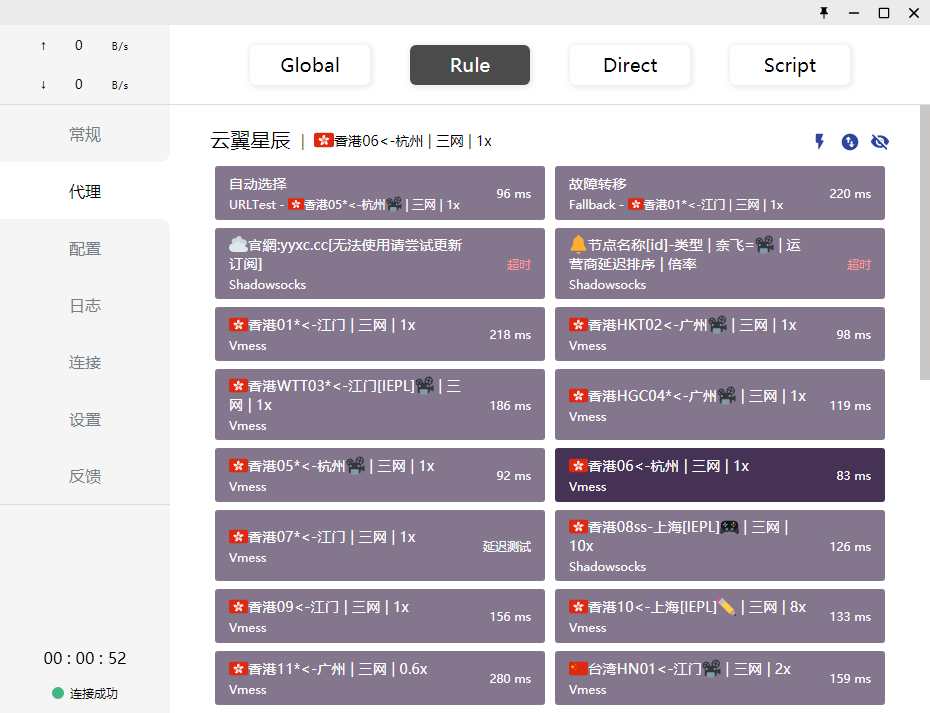 ↑ 0 B/s
↓ 0 B/s
Global
Rule
Direct
Script
常规
代理
配置
日志
连接
设置
反馈
00 : 00 : 52
连接成功
云翼星辰 | 🇭🇰香港06<-杭州 | 三网 | 1x
自动选择
URLTest - 🇭🇰香港05*<-杭州🎥 | 三网 | 1x
96 ms
故障转移
Fallback - 🇭🇰香港01*<-江门 | 三网 | 1x
220 ms
☁️官網:yyxc.cc[无法使用请尝试更新
订阅]
Shadowsocks
超时
🔔节点名称[id]-类型 | 奈飞=🎥 | 运
营商延迟排序 | 倍率
Shadowsocks
超时
🇭🇰香港01*<-江门 | 三网 | 1x
Vmess
218 ms
🇭🇰香港HKT02<-广州🎥 | 三网 | 1x
Vmess
98 ms
🇭🇰香港WTT03*<-江门[IEPL]🎥 | 三
网 | 1x
Vmess
186 ms
🇭🇰香港HGC04*<-广州🎥 | 三网 | 1x
Vmess
119 ms
🇭🇰香港05*<-杭州🎥 | 三网 | 1x
Vmess
92 ms
🇭🇰香港06<-杭州 | 三网 | 1x
Vmess
83 ms
🇭🇰香港07*<-江门 | 三网 | 1x
Vmess
延迟测试
🇭🇰香港08ss-上海[IEPL]🎮 | 三网 |
10x
Shadowsocks
126 ms
🇭🇰香港09<-江门 | 三网 | 1x
Vmess
156 ms
🇭🇰香港10<-上海[IEPL]✏️ | 三网 | 8x
Vmess
133 ms
🇭🇰香港11*<-广州 | 三网 | 0.6x
Vmess
280 ms
🇨🇳台湾HN01<-江门🎥 | 三网 | 2x
Vmess
159 ms